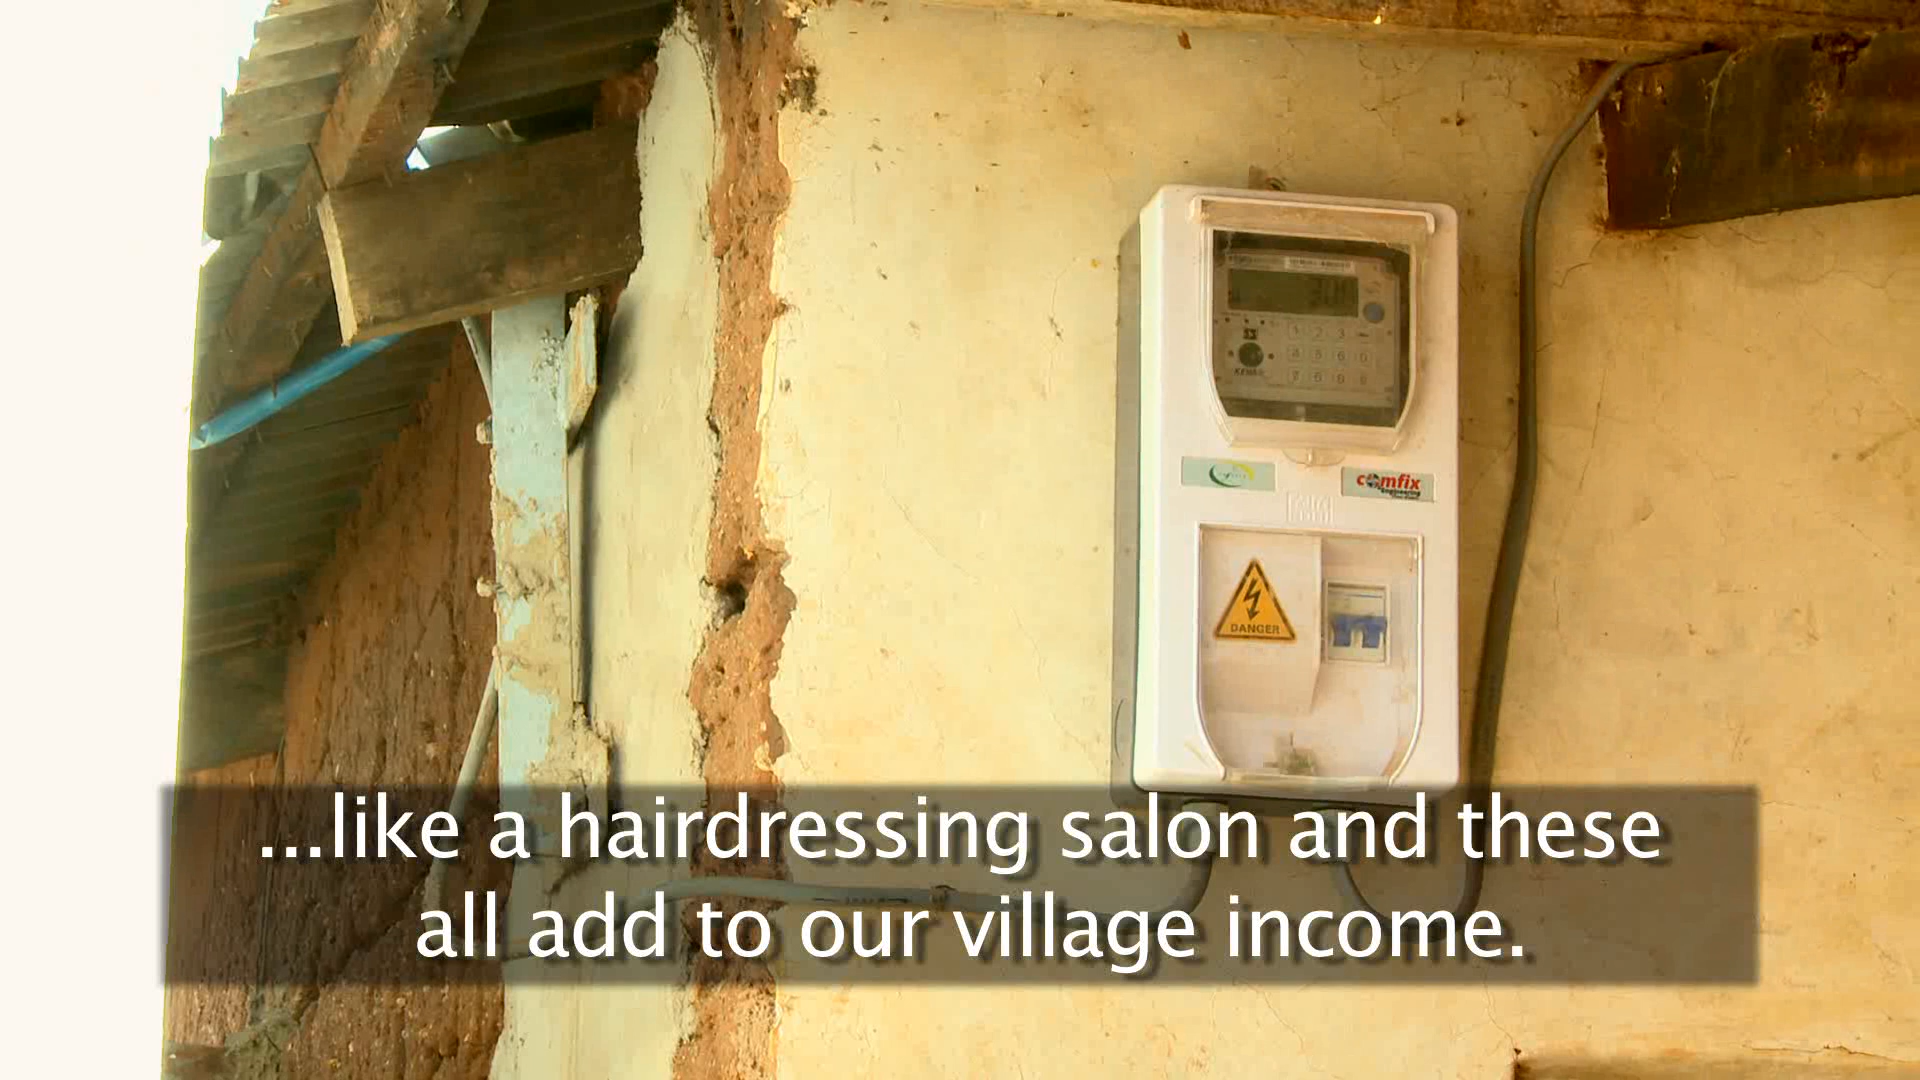 comfix
DANGER
...like a hairdressing salon and these
all add to our village income.